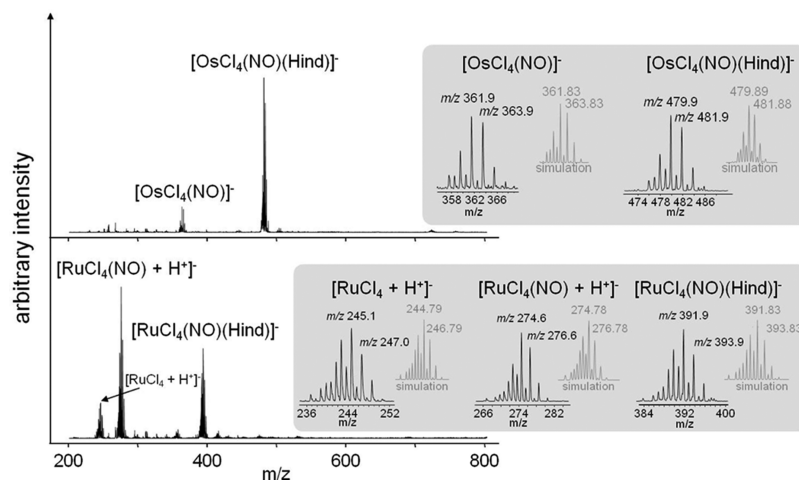 arbitrary intensity
[OsCl₄(NO)(Hind)]⁻
[OsCl₄(NO)]⁻
[OsCl₄(NO)]⁻
m/z 361.9
m/z 363.9
361.83
363.83
simulation
358 362 366
m/z
[OsCl₄(NO)(Hind)]⁻
m/z 479.9
m/z 481.9
479.89
481.88
simulation
474 478 482 486
m/z
[RuCl₄(NO) + H⁺]⁻
[RuCl₄(NO)(Hind)]⁻
[RuCl₄ + H⁺]⁻
[RuCl₄ + H⁺]⁻
m/z 245.1
m/z 247.0
244.79
246.79
simulation
236 244 252
m/z
[RuCl₄(NO) + H⁺]⁻
m/z 274.6
m/z 276.6
274.78
276.78
simulation
266 274 282
m/z
[RuCl₄(NO)(Hind)]⁻
m/z 391.9
m/z 393.9
391.83
393.83
simulation
384 392 400
m/z
200 400 600 800
m/z